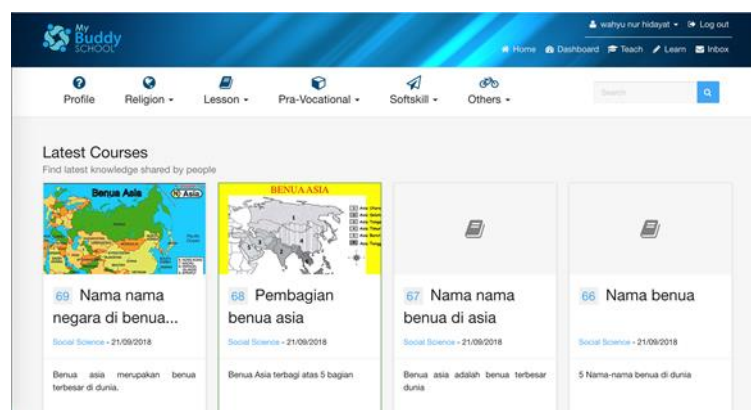 My
Buddy
SCHOOL
wahyu nur hidayat Log out
Home Dashboard Teach Learn Inbox
Profile Religion Lesson Pra-Vocational Softskill Others
Search
Latest Courses
Find latest knowledge shared by people
Benua Asia Asia
BENUA ASIA
69 Nama nama
negara di benua...
Social Science - 21/09/2018
Benua asia merupakan benua
terbesar di dunia.
68 Pembagian
benua asia
Social Science - 21/09/2018
Benua Asia terbagi atas 5 bagian
67 Nama nama
benua di asia
Social Science - 21/09/2018
Benua asia adalah benua terbesar
dunia
66 Nama benua
Social Science - 21/09/2018
5 Nama-nama benua di dunia